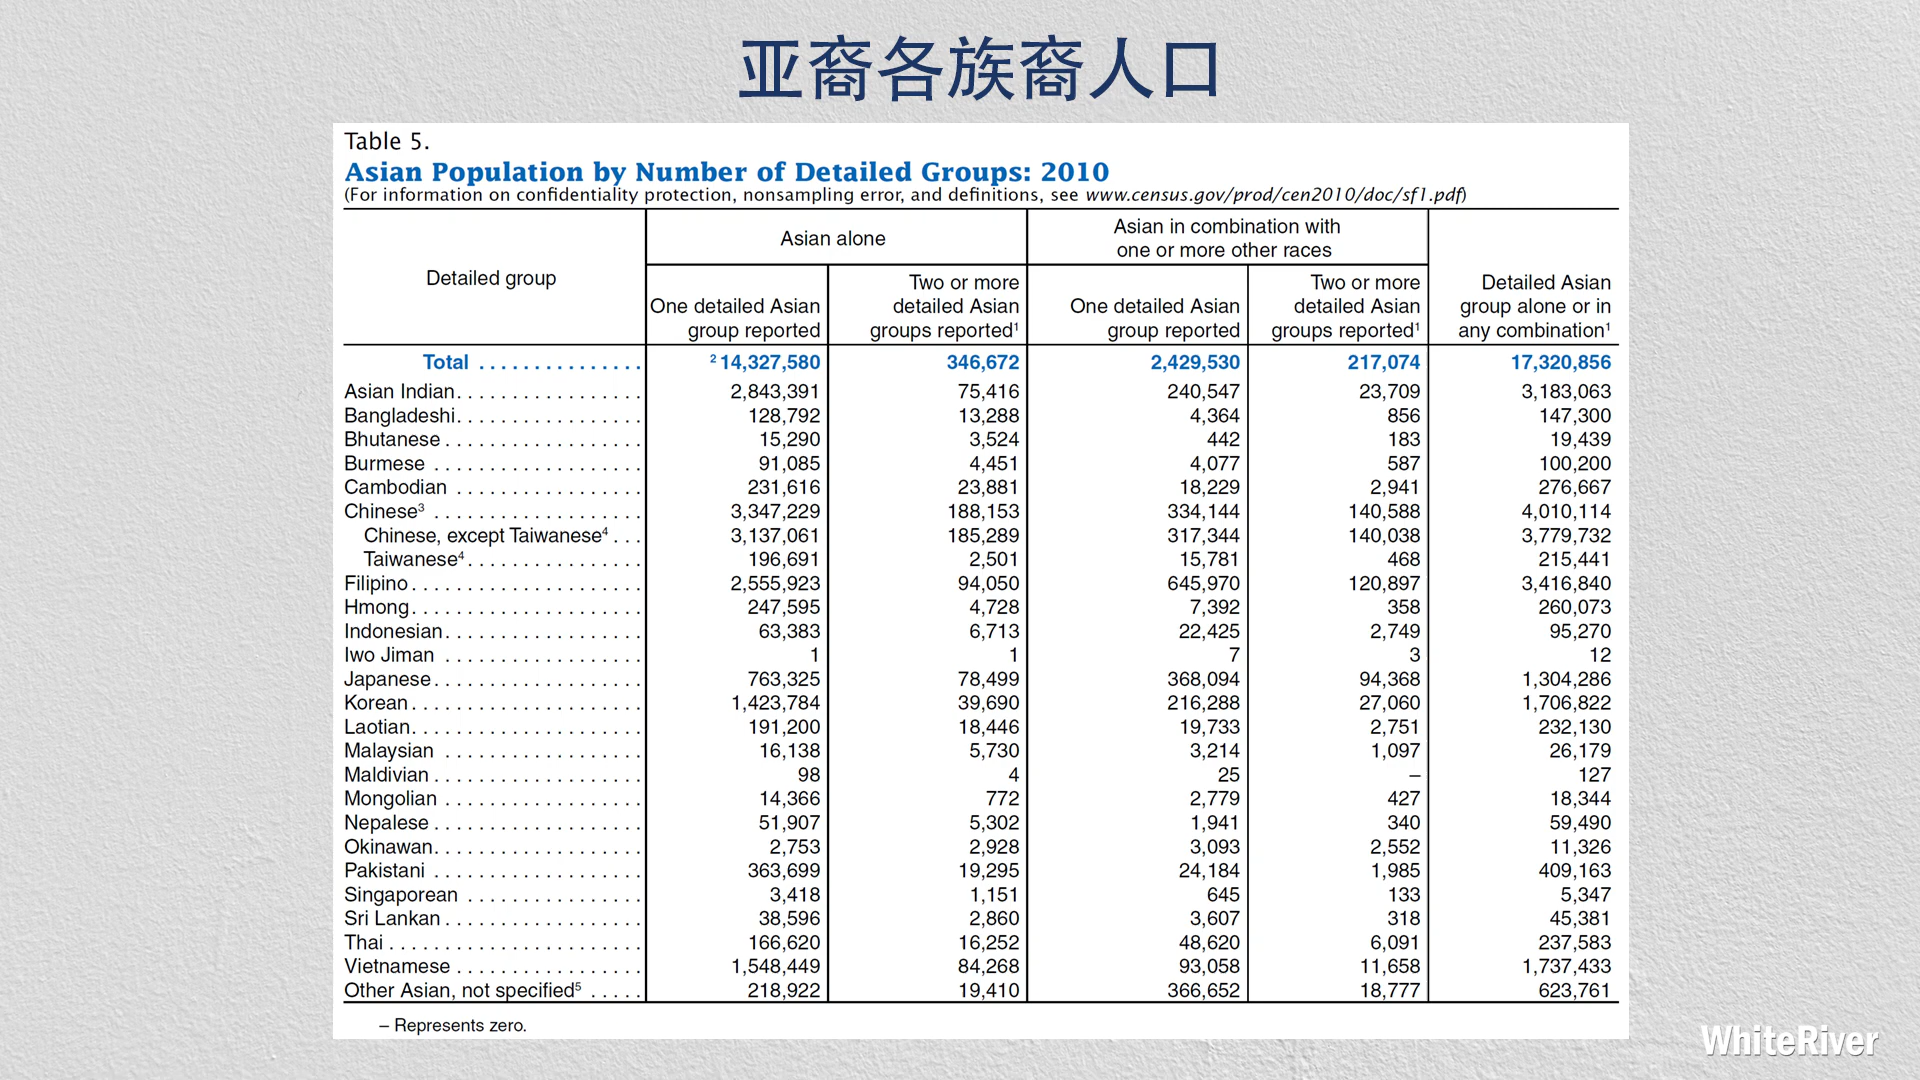 亚裔各族裔人口
Table 5.
Asian Population by Number of Detailed Groups: 2010
(For information on confidentiality protection, nonsampling error, and definitions, see www.census.gov/prod/cen2010/doc/sf1.pdf)
Detailed group
Asian alone
Asian in combination with
one or more other races
Detailed Asian
group alone or in
any combination¹
One detailed Asian
group reported
Two or more
detailed Asian
groups reported¹
One detailed Asian
group reported
Two or more
detailed Asian
groups reported¹
Total . . . . . . . . . . . . . . . ² 14,327,580 346,672 2,429,530 217,074 17,320,856
Asian Indian. . . . . . . . . . . . . . . . . 2,843,391 75,416 240,547 23,709 3,183,063
Bangladeshi. . . . . . . . . . . . . . . . . 128,792 13,288 4,364 856 147,300
Bhutanese . . . . . . . . . . . . . . . . . . 15,290 3,524 442 183 19,439
Burmese . . . . . . . . . . . . . . . . . . . 91,085 4,451 4,077 587 100,200
Cambodian . . . . . . . . . . . . . . . . . 231,616 23,881 18,229 2,941 276,667
Chinese³ . . . . . . . . . . . . . . . . . . . 3,347,229 188,153 334,144 140,588 4,010,114
Chinese, except Taiwanese⁴ . . . 3,137,061 185,289 317,344 140,038 3,779,732
Taiwanese⁴. . . . . . . . . . . . . . . . 196,691 2,501 15,781 468 215,441
Filipino. . . . . . . . . . . . . . . . . . . . . 2,555,923 94,050 645,970 120,897 3,416,840
Hmong. . . . . . . . . . . . . . . . . . . . . 247,595 4,728 7,392 358 260,073
Indonesian. . . . . . . . . . . . . . . . . . 63,383 6,713 22,425 2,749 95,270
Iwo Jiman . . . . . . . . . . . . . . . . . . 1 1 7 3 12
Japanese. . . . . . . . . . . . . . . . . . . 763,325 78,499 368,094 94,368 1,304,286
Korean . . . . . . . . . . . . . . . . . . . . . 1,423,784 39,690 216,288 27,060 1,706,822
Laotian. . . . . . . . . . . . . . . . . . . . . 191,200 18,446 19,733 2,751 232,130
Malaysian . . . . . . . . . . . . . . . . . . 16,138 5,730 3,214 1,097 26,179
Maldivian . . . . . . . . . . . . . . . . . . . 98 4 25 – 127
Mongolian . . . . . . . . . . . . . . . . . . 14,366 772 2,779 427 18,344
Nepalese . . . . . . . . . . . . . . . . . . . 51,907 5,302 1,941 340 59,490
Okinawan. . . . . . . . . . . . . . . . . . . 2,753 2,928 3,093 2,552 11,326
Pakistani . . . . . . . . . . . . . . . . . . . 363,699 19,295 24,184 1,985 409,163
Singaporean . . . . . . . . . . . . . . . . 3,418 1,151 645 133 5,347
Sri Lankan . . . . . . . . . . . . . . . . . . 38,596 2,860 3,607 318 45,381
Thai . . . . . . . . . . . . . . . . . . . . . . . 166,620 16,252 48,620 6,091 237,583
Vietnamese . . . . . . . . . . . . . . . . . 1,548,449 84,268 93,058 11,658 1,737,433
Other Asian, not specified⁵ . . . . . 218,922 19,410 366,652 18,777 623,761
– Represents zero.
WhiteRiver